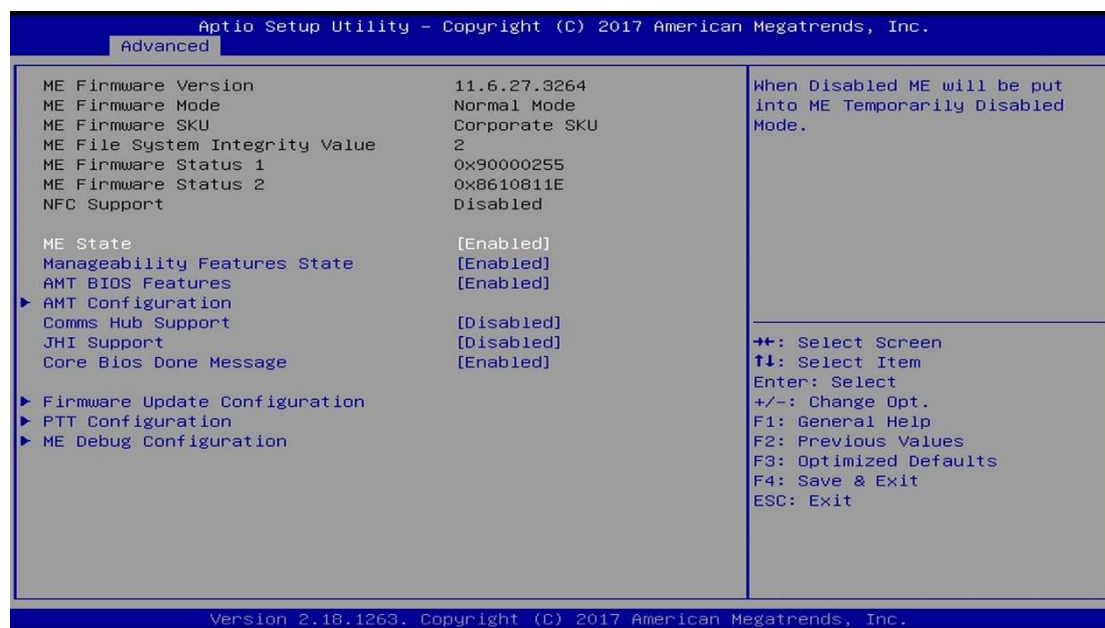 Aptio Setup Utility – Copyright (C) 2017 American Megatrends, Inc.
Advanced
ME Firmware Version 11.6.27.3264
ME Firmware Mode Normal Mode
ME Firmware SKU Corporate SKU
ME File System Integrity Value 2
ME Firmware Status 1 0x90000255
ME Firmware Status 2 0x8610811E
NFC Support Disabled
ME State [Enabled]
Manageability Features State [Enabled]
AMT BIOS Features [Enabled]
▶ AMT Configuration
Comms Hub Support [Disabled]
JHI Support [Disabled]
Core Bios Done Message [Enabled]
▶ Firmware Update Configuration
▶ PTT Configuration
▶ ME Debug Configuration
When Disabled ME will be put
into ME Temporarily Disabled
Mode.
→←: Select Screen
↑↓: Select Item
Enter: Select
+/-: Change Opt.
F1: General Help
F2: Previous Values
F3: Optimized Defaults
F4: Save & Exit
ESC: Exit
Version 2.18.1263. Copyright (C) 2017 American Megatrends, Inc.